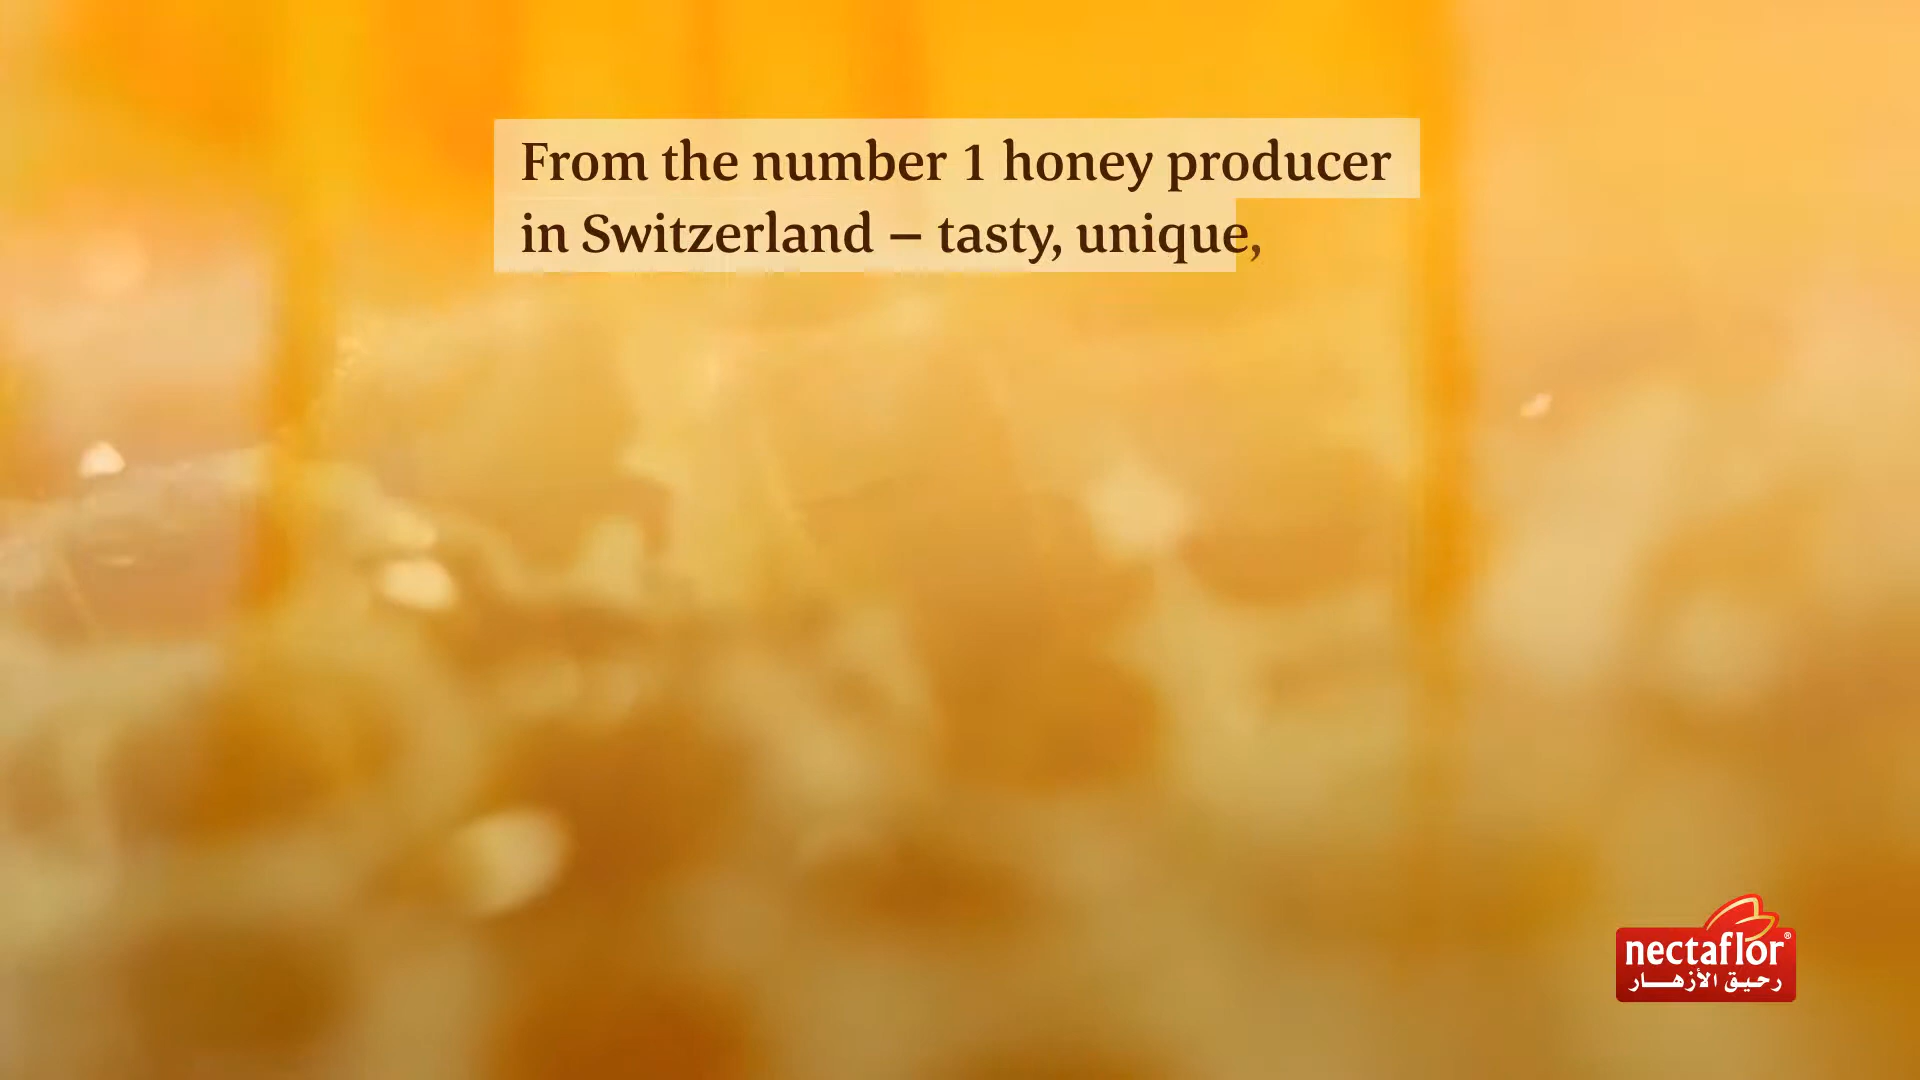 From the number 1 honey producer
in Switzerland – tasty, unique,
nectaflor®
رحيق الأزهار